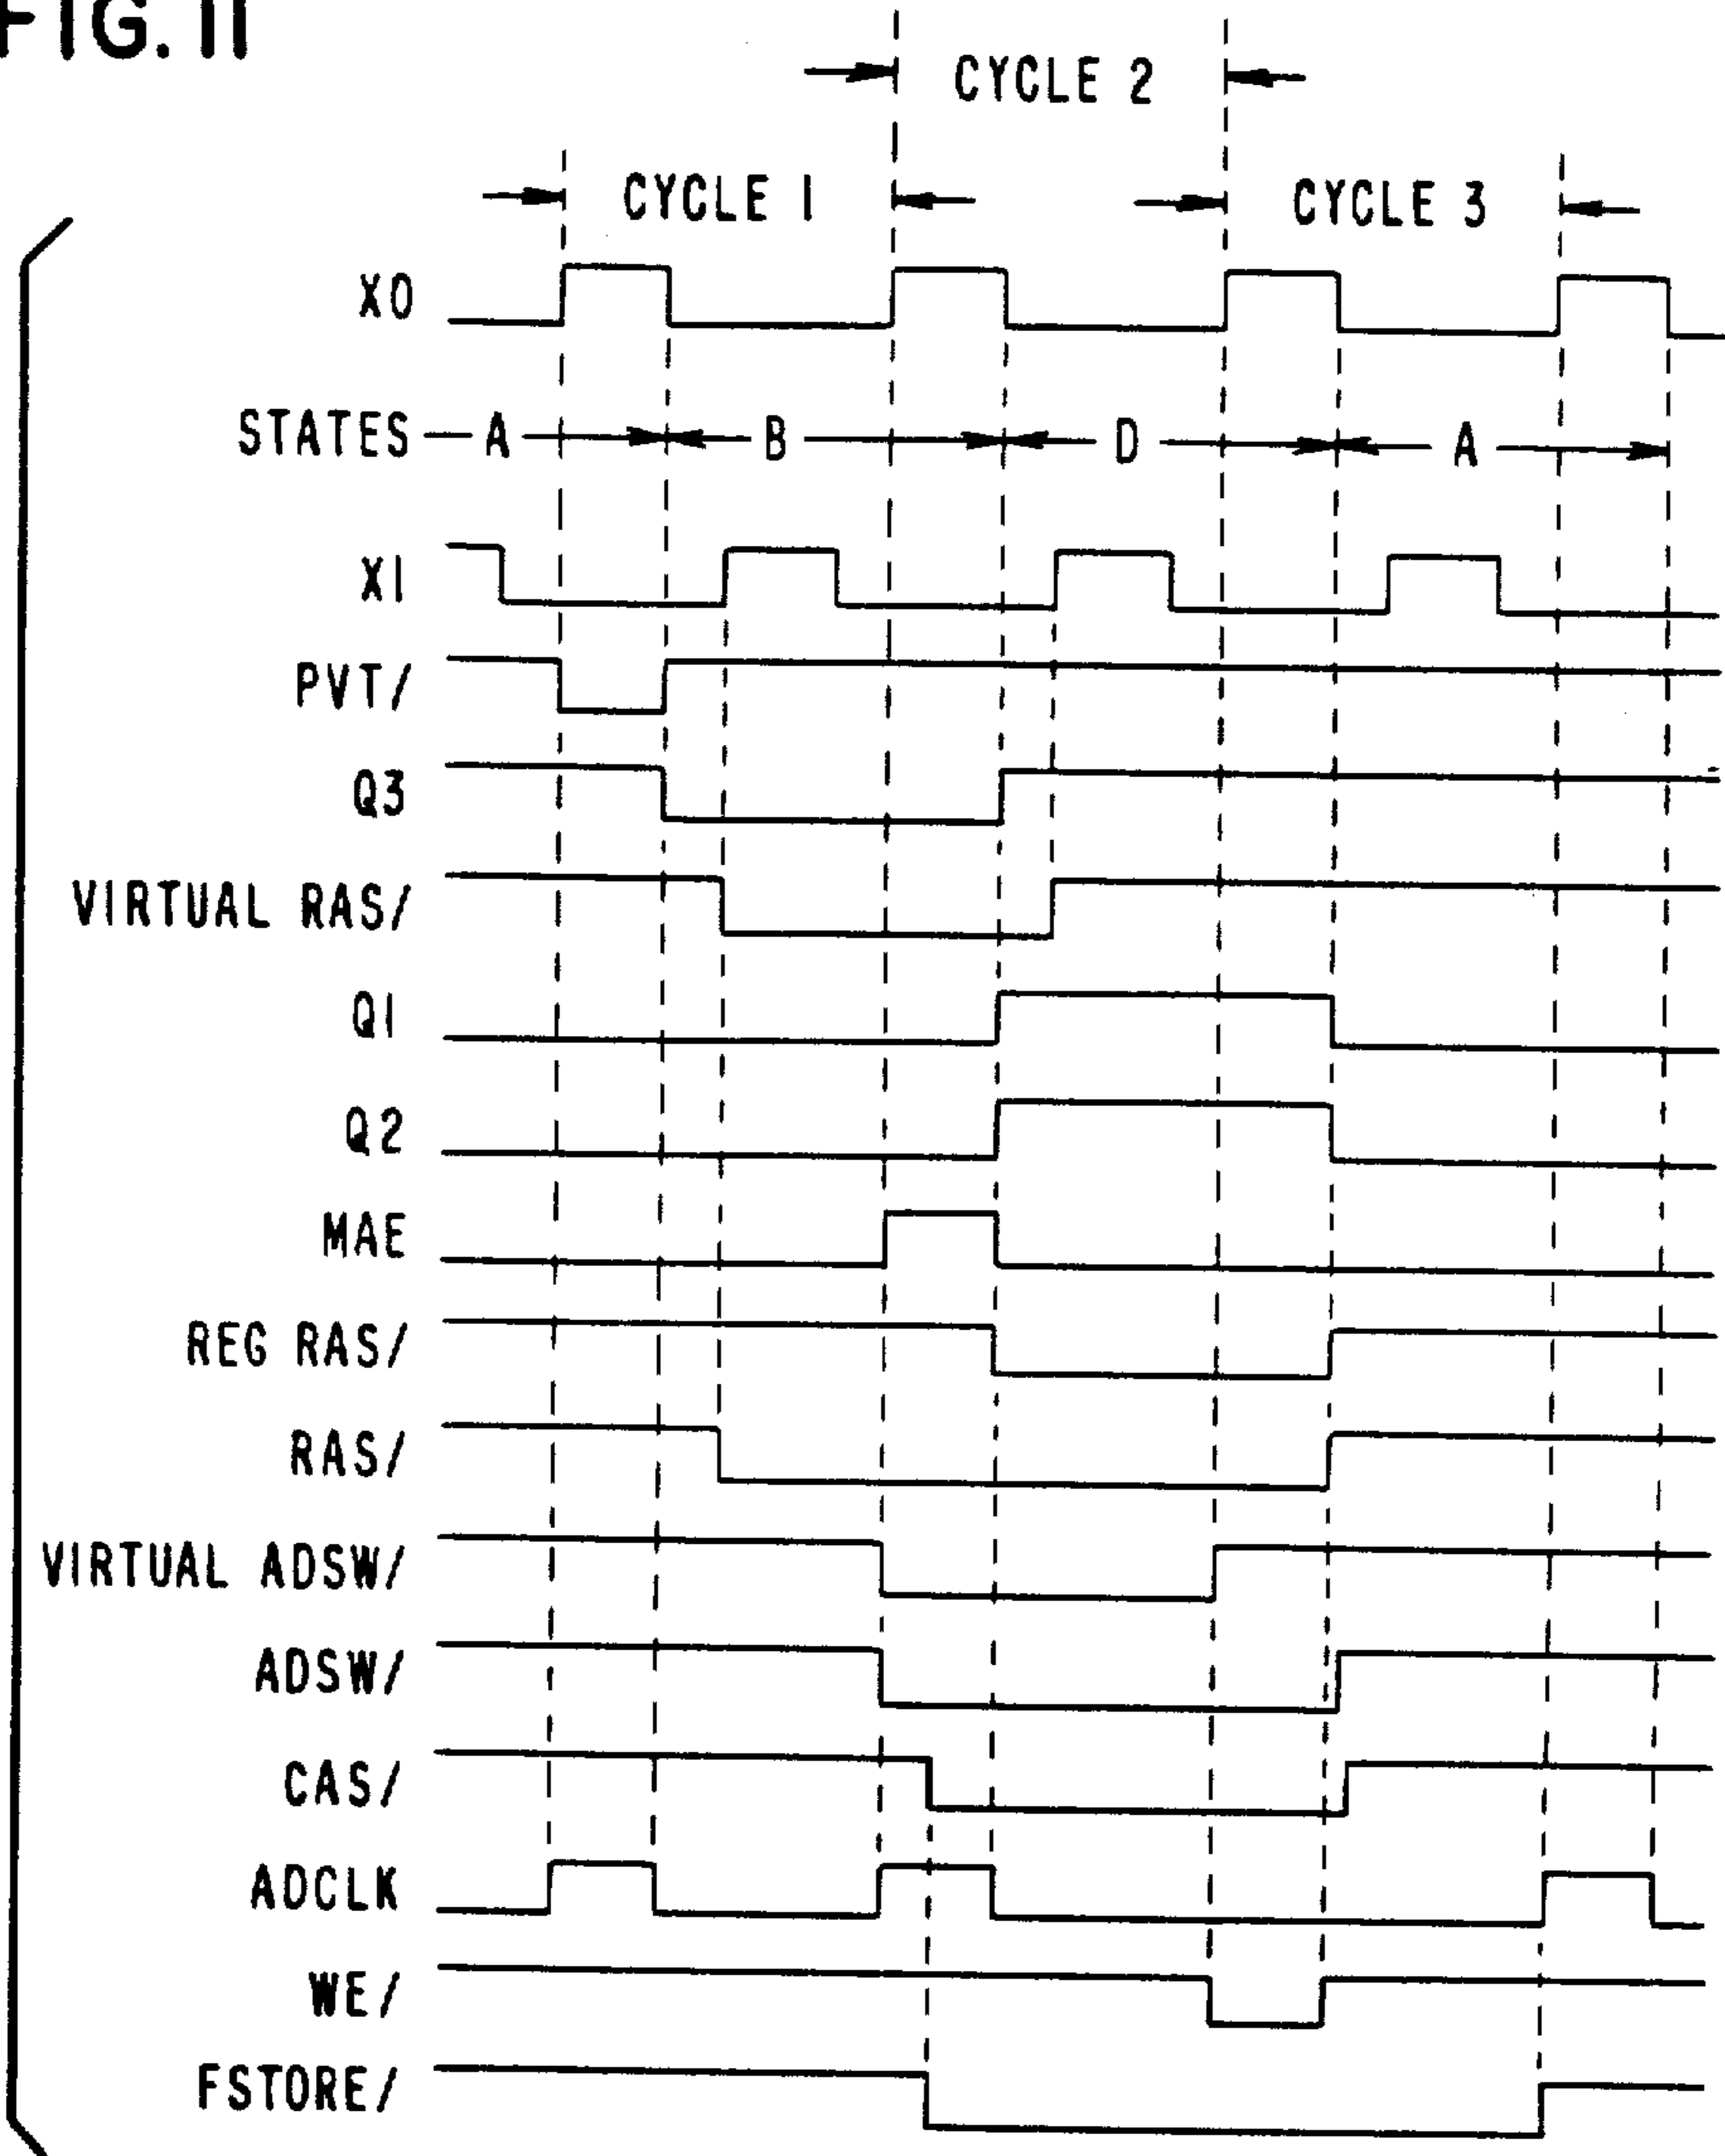 FIG. 11
CYCLE 2
CYCLE 1 CYCLE 3
X0
STATES A B D A
X1
PVT/
Q3
VIRTUAL RAS/
Q1
Q2
MAE
REG RAS/
RAS/
VIRTUAL ADSW/
ADSW/
CAS/
ADCLK
WE/
FSTORE/